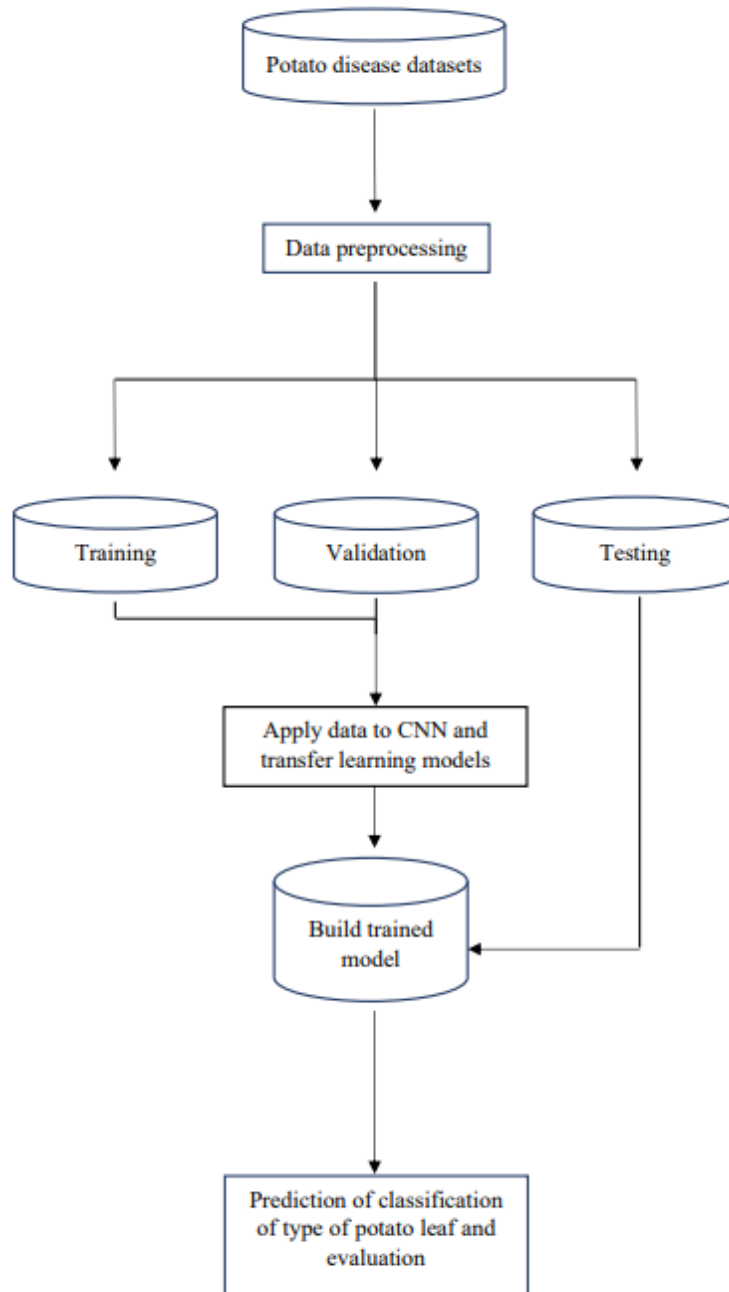 Potato disease datasets
Data preprocessing
Training
Validation
Testing
Apply data to CNN and
transfer learning models
Build trained
model
Prediction of classification
of type of potato leaf and
evaluation